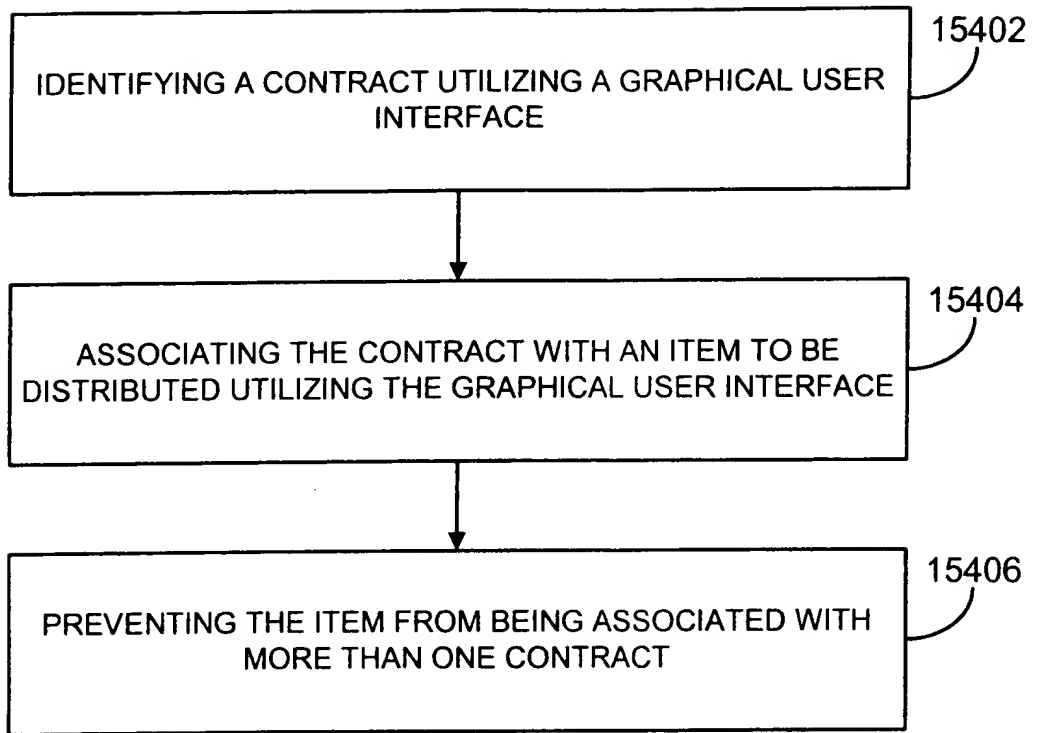 15402
IDENTIFYING A CONTRACT UTILIZING A GRAPHICAL USER
INTERFACE
15404
ASSOCIATING THE CONTRACT WITH AN ITEM TO BE
DISTRIBUTED UTILIZING THE GRAPHICAL USER INTERFACE
15406
PREVENTING THE ITEM FROM BEING ASSOCIATED WITH
MORE THAN ONE CONTRACT